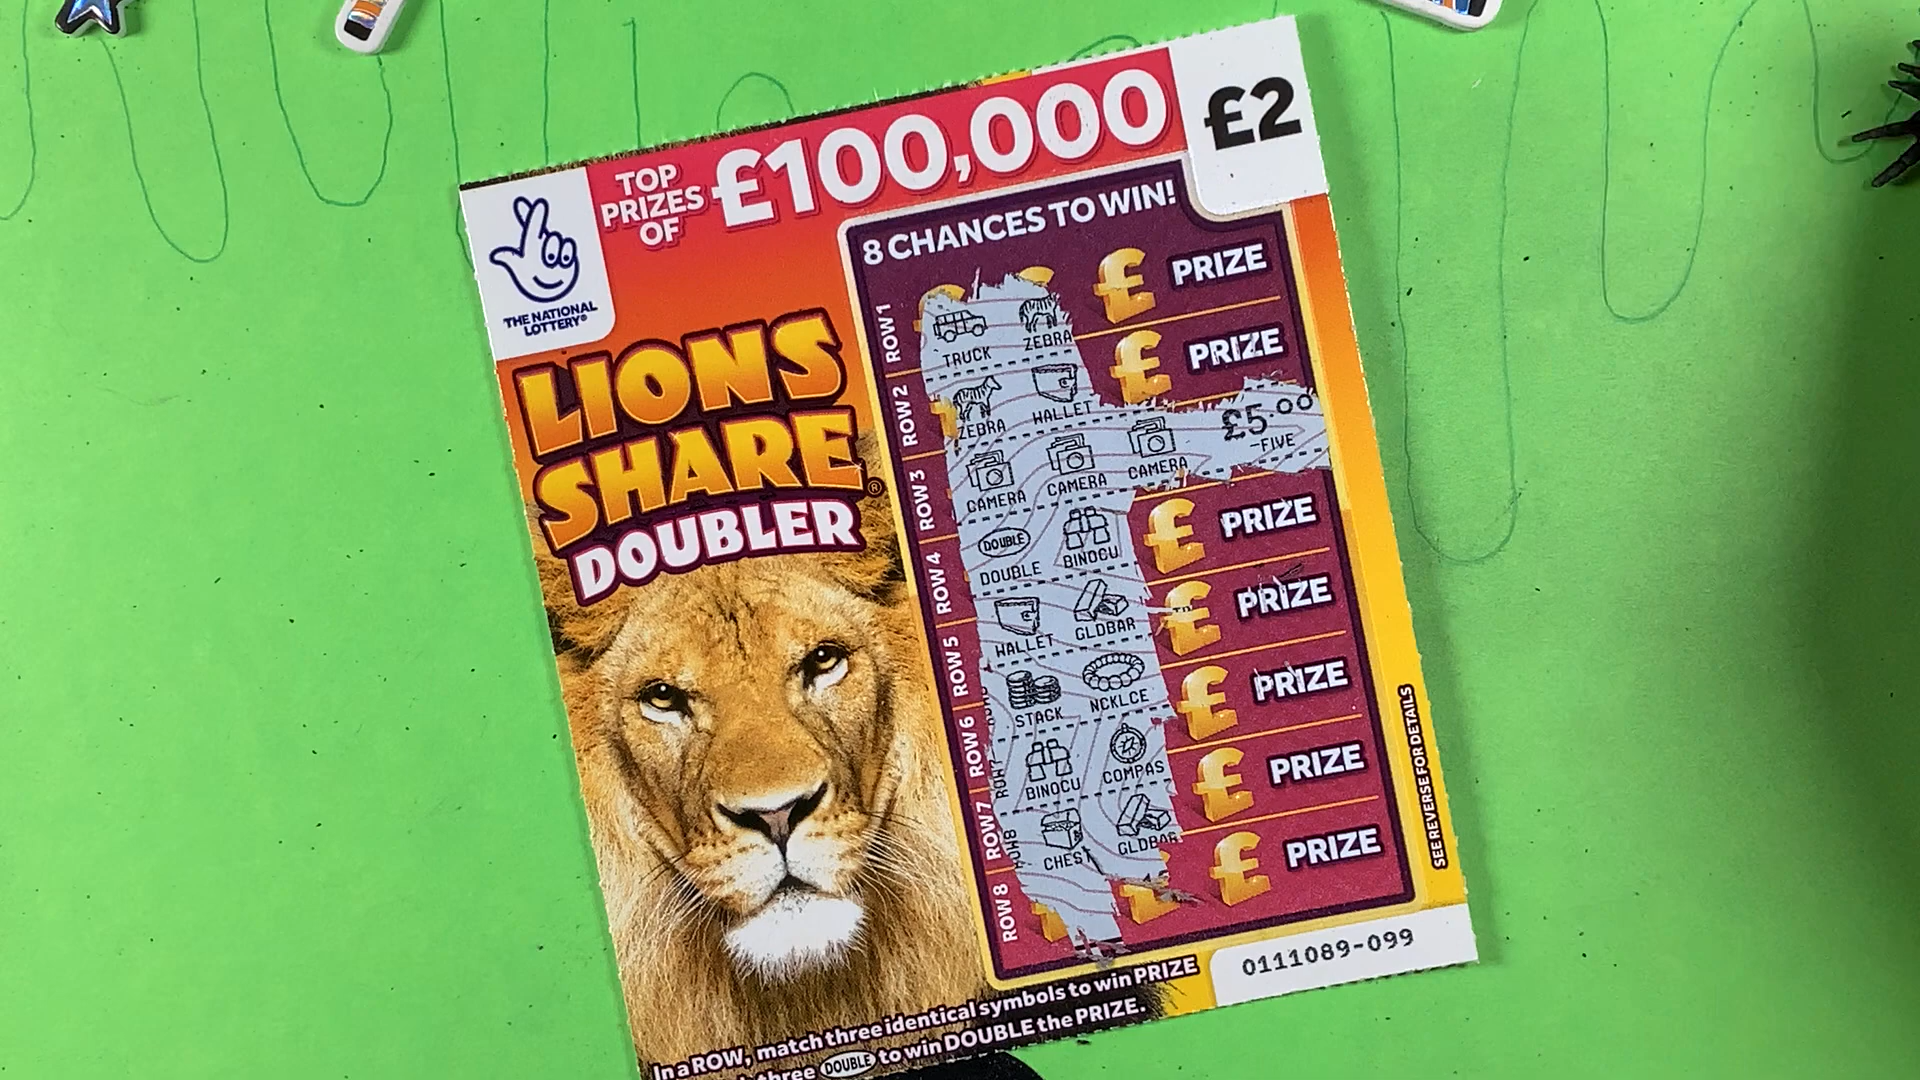 TOP
PRIZES
OF
£100,000
£2
THE NATIONAL
LOTTERY®
8 CHANCES TO WIN!
LIONS
SHARE®
DOUBLER
ROW 1
TRUCK
ZEBRA
£ PRIZE
ROW 2
ZEBRA
WALLET
£ PRIZE
ROW 3
CAMERA
CAMERA
CAMERA
£5.00
FIVE
ROW 4
DOUBLE
DOUBLE
BINOCU
£ PRIZE
ROW 5
WALLET
GLDBAR
£ PRIZE
ROW 6
STACK
NCKLCE
£ PRIZE
ROW 7
ROW7
BINOCU
COMPAS
£ PRIZE
ROW 8
ROW8
CHEST
GLDBAR
£ PRIZE
SEE REVERSE FOR DETAILS
0111089-099
In a ROW, match three identical symbols to win PRIZE
three DOUBLE to win DOUBLE the PRIZE.